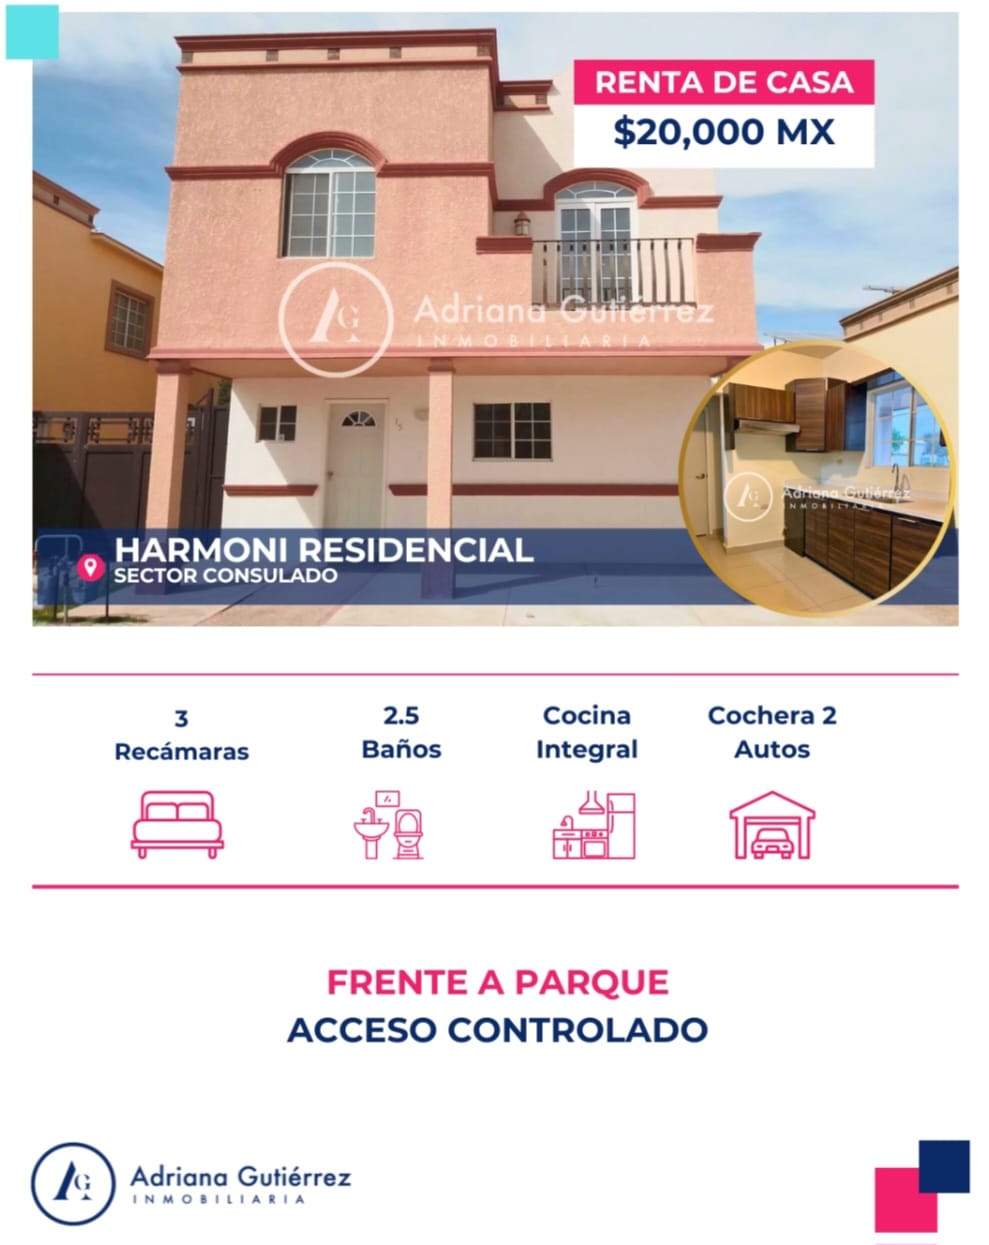 RENTA DE CASA
$20,000 MX
AG
Adriana Gutiérrez
INMOBILIARIA
15
AG
Adriana Gutiérrez
INMOBILIARIA
HARMONI RESIDENCIAL
SECTOR CONSULADO
3
Recámaras
2.5
Baños
Cocina
Integral
Cochera 2
Autos
FRENTE A PARQUE
ACCESO CONTROLADO
AG
Adriana Gutiérrez
INMOBILIARIA